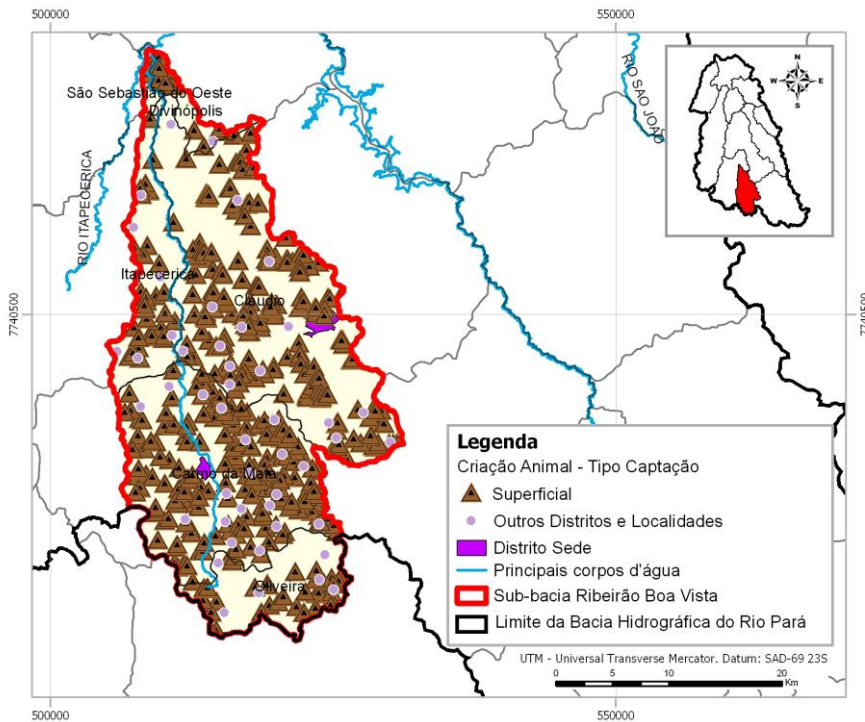 500000
550000
RIO SAO JOÃO
N
W
E
S
São Sebastião do Oeste
Divinópolis
RIO ITAPECERICA
Itapecerica
Cláudio
7740500
7740500
Carmo da Mata
Oliveira
Legenda
Criação Animal - Tipo Captação
Superficial
Outros Distritos e Localidades
Distrito Sede
Principais corpos d'água
Sub-bacia Ribeirão Boa Vista
Limite da Bacia Hidrográfica do Rio Pará
UTM - Universal Transverse Mercator. Datum: SAD-69 23S
0
10
20
Km
500000
550000